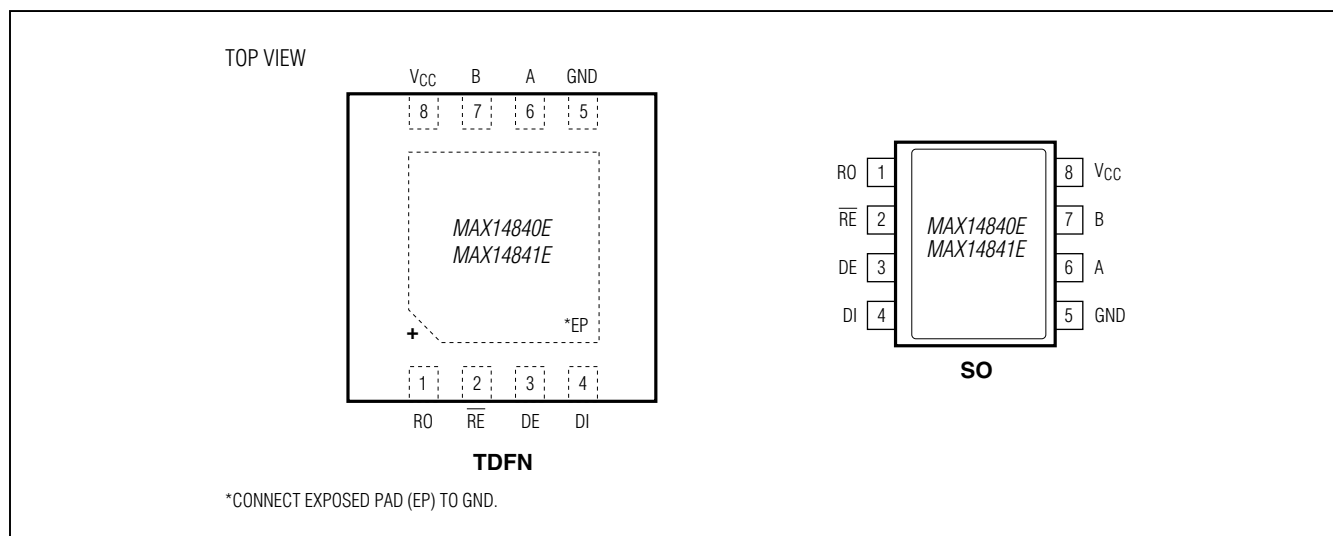 TOP VIEW
VCC B A GND
8 7 6 5
MAX14840E
MAX14841E
*EP
+
1 2 3 4
RO R̅E̅ DE DI
TDFN
*CONNECT EXPOSED PAD (EP) TO GND.
RO 1 8 VCC
R̅E̅ 2 7 B
MAX14840E
MAX14841E
DE 3 6 A
DI 4 5 GND
SO